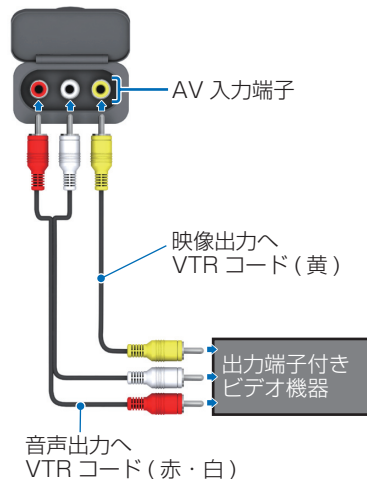 AV 入力端子
映像出力へ
VTR コード ( 黄 )
出力端子付き
ビデオ機器
音声出力へ
VTR コード ( 赤・白 )